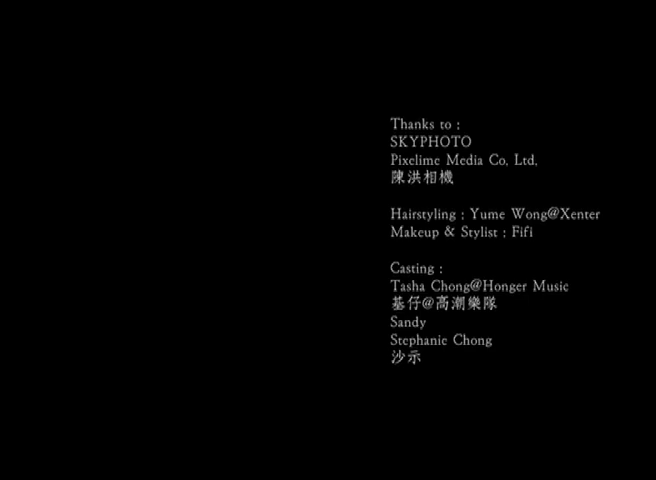 Thanks to :
SKYPHOTO
Pixelime Media Co, Ltd,
陳洪相機
Hairstyling : Yume Wong@Xenter
Makeup & Stylist : Fifi
Casting :
Tasha Chong@Honger Music
基仔@高潮樂隊
Sandy
Stephanie Chong
沙示